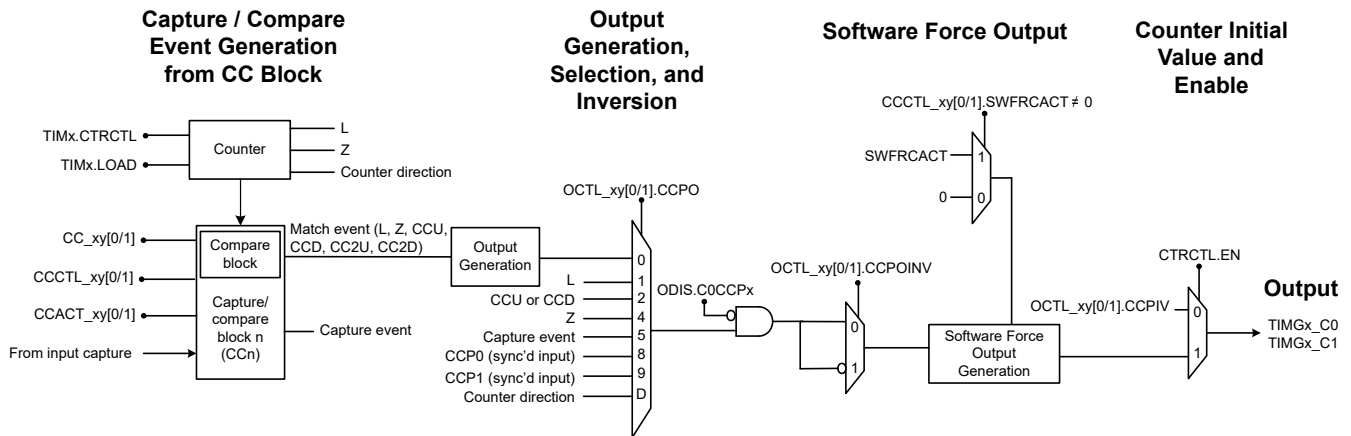 Capture / Compare
Event Generation
from CC Block
Output
Generation,
Selection, and
Inversion
Software Force Output
Counter Initial
Value and
Enable
TIMx.CTRCTL
TIMx.LOAD
Counter
L
Z
Counter direction
CC_xy[0/1]
CCCTL_xy[0/1]
CCACT_xy[0/1]
From input capture
Compare
block
Capture/
compare
block n
(CCn)
Match event (L, Z, CCU,
CCD, CC2U, CC2D)
Capture event
Output
Generation
OCTL_xy[0/1].CCPO
0
L 1
CCU or CCD 2
Z 4
Capture event 5
CCP0 (sync'd input) 8
CCP1 (sync'd input) 9
Counter direction D
ODIS.C0CCPx
OCTL_xy[0/1].CCPOINV
0
1
CCCTL_xy[0/1].SWFRCACT ≠ 0
SWFRCACT 1
0 0
Software Force
Output
Generation
CTRCTL.EN
OCTL_xy[0/1].CCPIV 0
1
Output
TIMGx_C0
TIMGx_C1